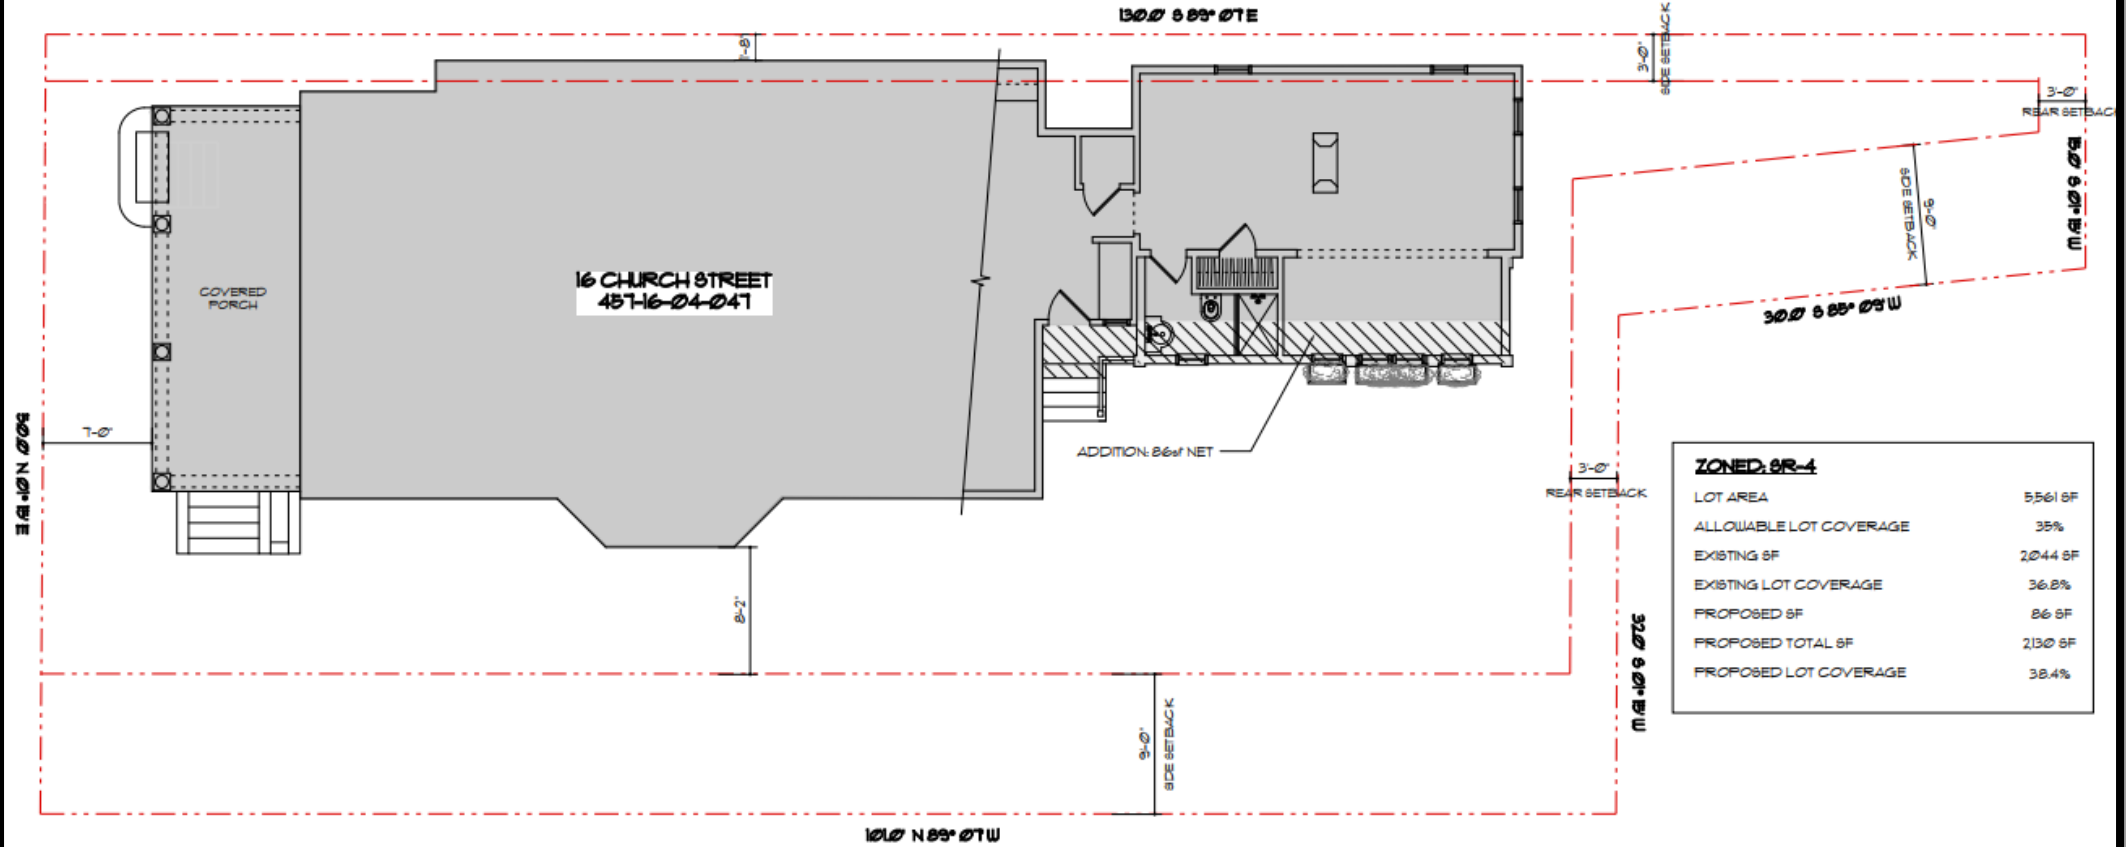 130.0' S 89° 07' E
1'-8"
3'-0"
SIDE SETBACK
3'-0"
REAR SETBACK
15.0' S 01° 15' W
SIDE SETBACK
9'-0"
30.0' S 85° 09' W
16 CHURCH STREET
457-16-04-047
COVERED
PORCH
7'-0"
50.0' N 01° 15' E
ADDITION: 86sf NET
3'-0"
REAR SETBACK
8'-2"
9'-0"
SIDE SETBACK
32.0' S 01° 15' W
101.0' N 89° 07' W
ZONED: SR-4
LOT AREA 5,561 SF
ALLOWABLE LOT COVERAGE 35%
EXISTING SF 2,044 SF
EXISTING LOT COVERAGE 36.8%
PROPOSED SF 86 SF
PROPOSED TOTAL SF 2,130 SF
PROPOSED LOT COVERAGE 38.4%